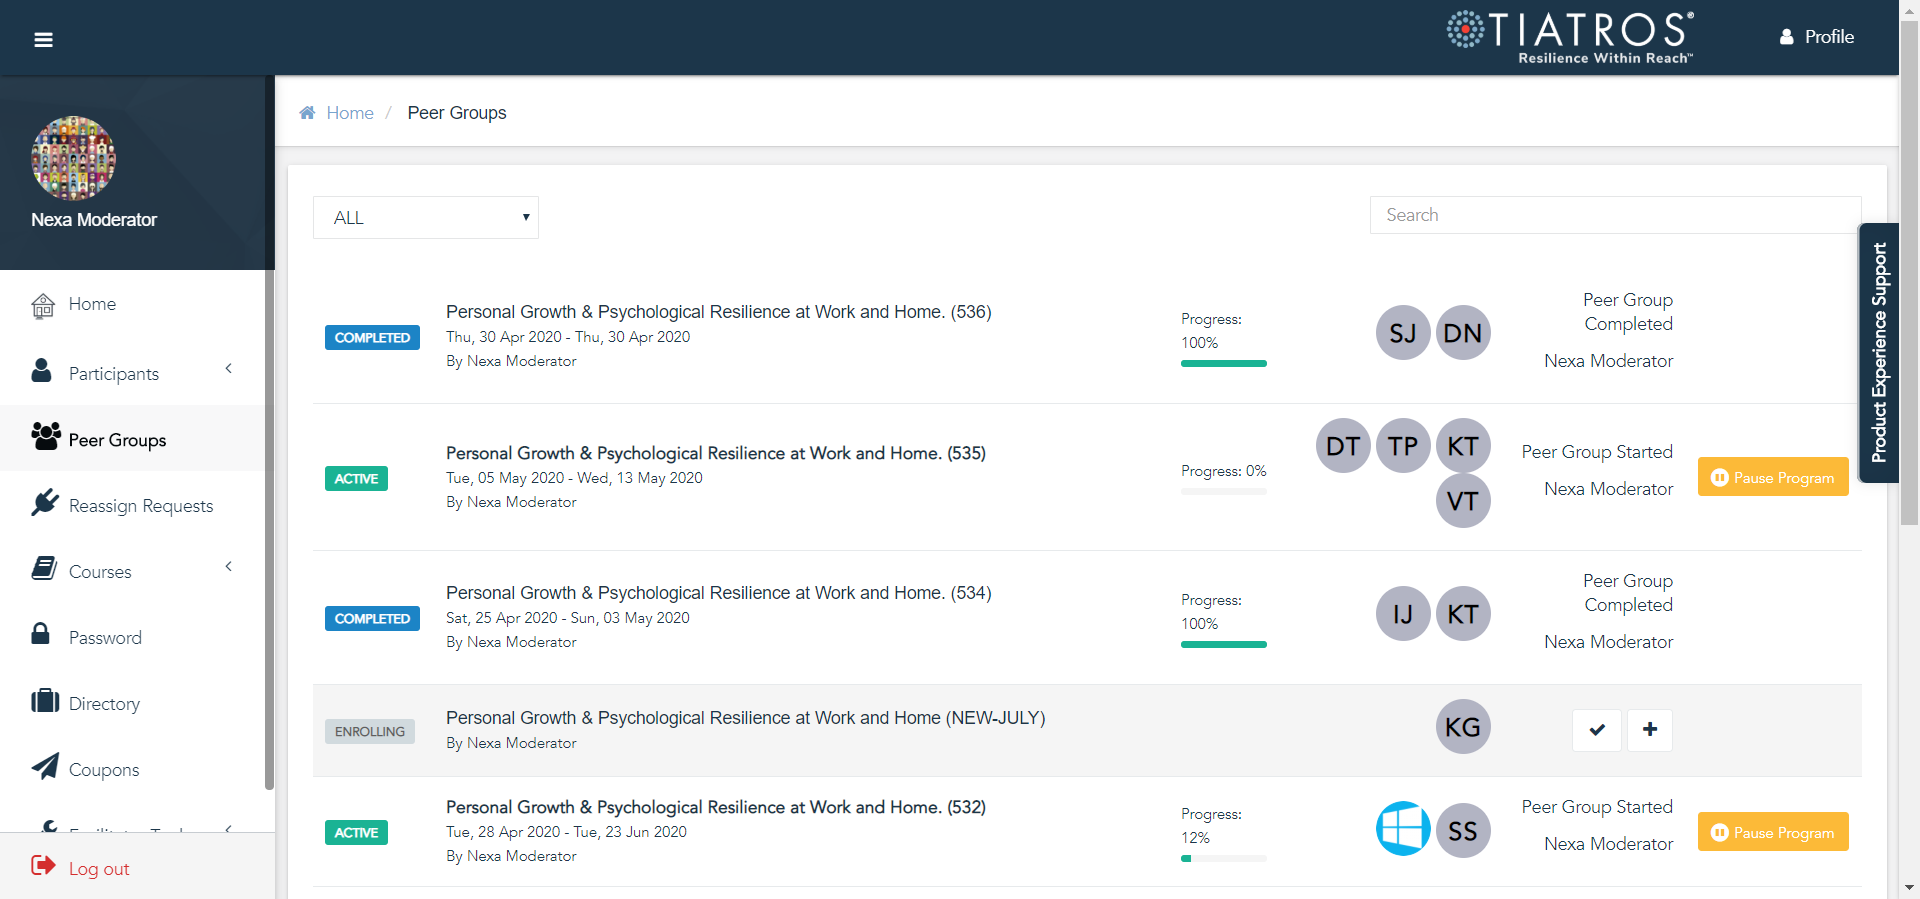 TIATROS®
Resilience Within Reach™
Profile
Nexa Moderator
Home
Participants
Peer Groups
Reassign Requests
Courses
Password
Directory
Coupons
Log out
Home / Peer Groups
ALL
Search
Product Experience Support
COMPLETED
Personal Growth & Psychological Resilience at Work and Home. (536)
Thu, 30 Apr 2020 - Thu, 30 Apr 2020
By Nexa Moderator
Progress:
100%
SJ DN
Peer Group
Completed
Nexa Moderator
ACTIVE
Personal Growth & Psychological Resilience at Work and Home. (535)
Tue, 05 May 2020 - Wed, 13 May 2020
By Nexa Moderator
Progress: 0%
DT TP KT
VT
Peer Group Started
Nexa Moderator
Pause Program
COMPLETED
Personal Growth & Psychological Resilience at Work and Home. (534)
Sat, 25 Apr 2020 - Sun, 03 May 2020
By Nexa Moderator
Progress:
100%
IJ KT
Peer Group
Completed
Nexa Moderator
ENROLLING
Personal Growth & Psychological Resilience at Work and Home (NEW-JULY)
By Nexa Moderator
KG
ACTIVE
Personal Growth & Psychological Resilience at Work and Home. (532)
Tue, 28 Apr 2020 - Tue, 23 Jun 2020
By Nexa Moderator
Progress:
12%
SS
Peer Group Started
Nexa Moderator
Pause Program